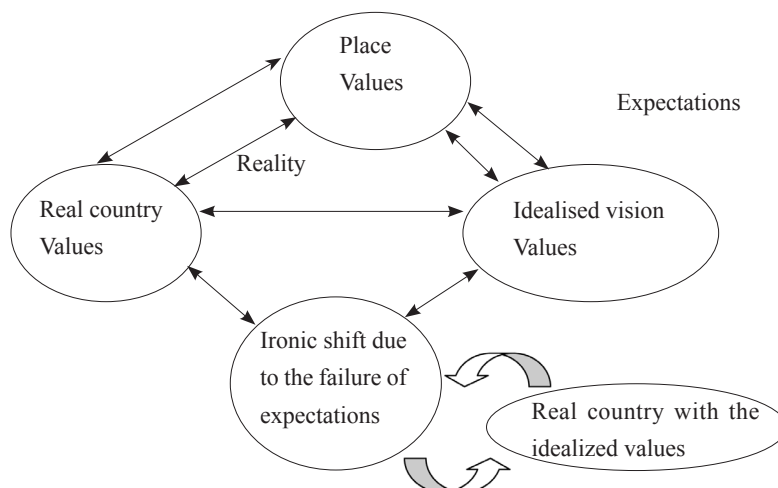 Place
Values
Expectations
Reality
Real country
Values
Idealised vision
Values
Ironic shift due
to the failure of
expectations
Real country with the
idealized values